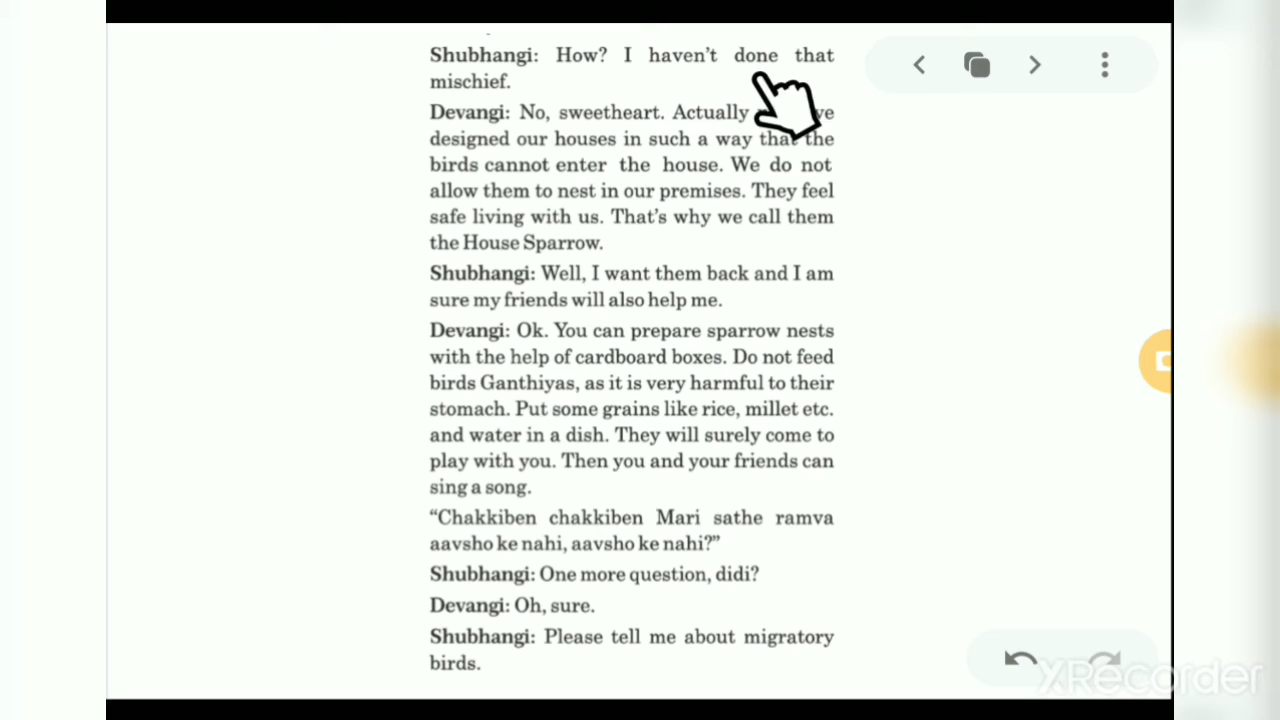 Shubhangi: How? I haven't done that
mischief.
Devangi: No, sweetheart. Actually
designed our houses in such a way that the
birds cannot enter the house. We do not
allow them to nest in our premises. They feel
safe living with us. That's why we call them
the House Sparrow.
Shubhangi: Well, I want them back and I am
sure my friends will also help me.
Devangi: Ok. You can prepare sparrow nests
with the help of cardboard boxes. Do not feed
birds Ganthiyas, as it is very harmful to their
stomach. Put some grains like rice, millet etc.
and water in a dish. They will surely come to
play with you. Then you and your friends can
sing a song.
“Chakkiben chakkiben Mari sathe ramva
aavsho ke nahi, aavsho ke nahi?”
Shubhangi: One more question, didi?
Devangi: Oh, sure.
Shubhangi: Please tell me about migratory
birds.
XRecorder